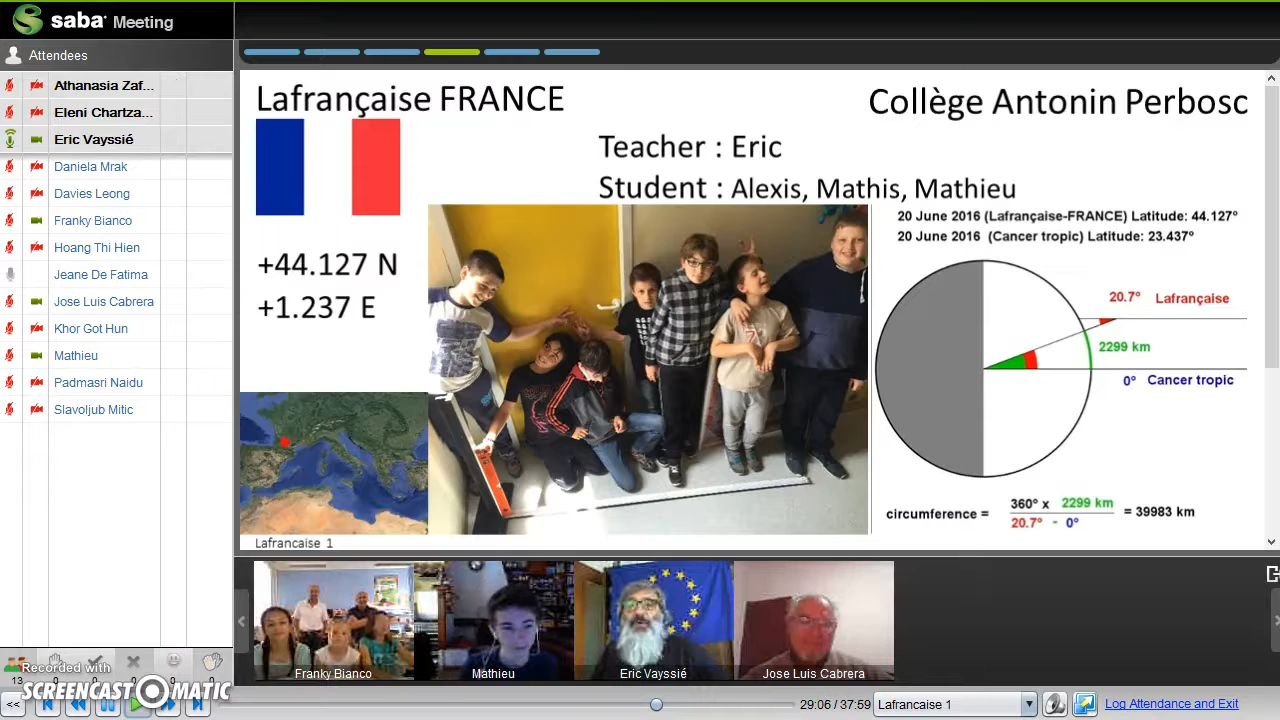 saba Meeting
Attendees
Athanasia Zaf...
Eleni Chartza...
Eric Vayssié
Daniela Mrak
Davies Leong
Franky Bianco
Hoang Thi Hien
Jeane De Fatima
Jose Luis Cabrera
Khor Got Hun
Mathieu
Padmasri Naidu
Slavoljub Mitic
Lafrançaise FRANCE
Collège Antonin Perbosc
Teacher : Eric
Student : Alexis, Mathis, Mathieu
+44.127 N
+1.237 E
20 June 2016 (Lafrançaise-FRANCE) Latitude: 44.127°
20 June 2016 (Cancer tropic) Latitude: 23.437°
20.7° Lafrançaise
2299 km
0° Cancer tropic
circumference = 360° x 2299 km = 39983 km
20.7° - 0°
Lafrancaise 1
Franky Bianco
Mathieu
Eric Vayssié
Jose Luis Cabrera
Recorded with
SCREENCAST-O-MATIC
<<
Lafrancaise 1
Log Attendance and Exit